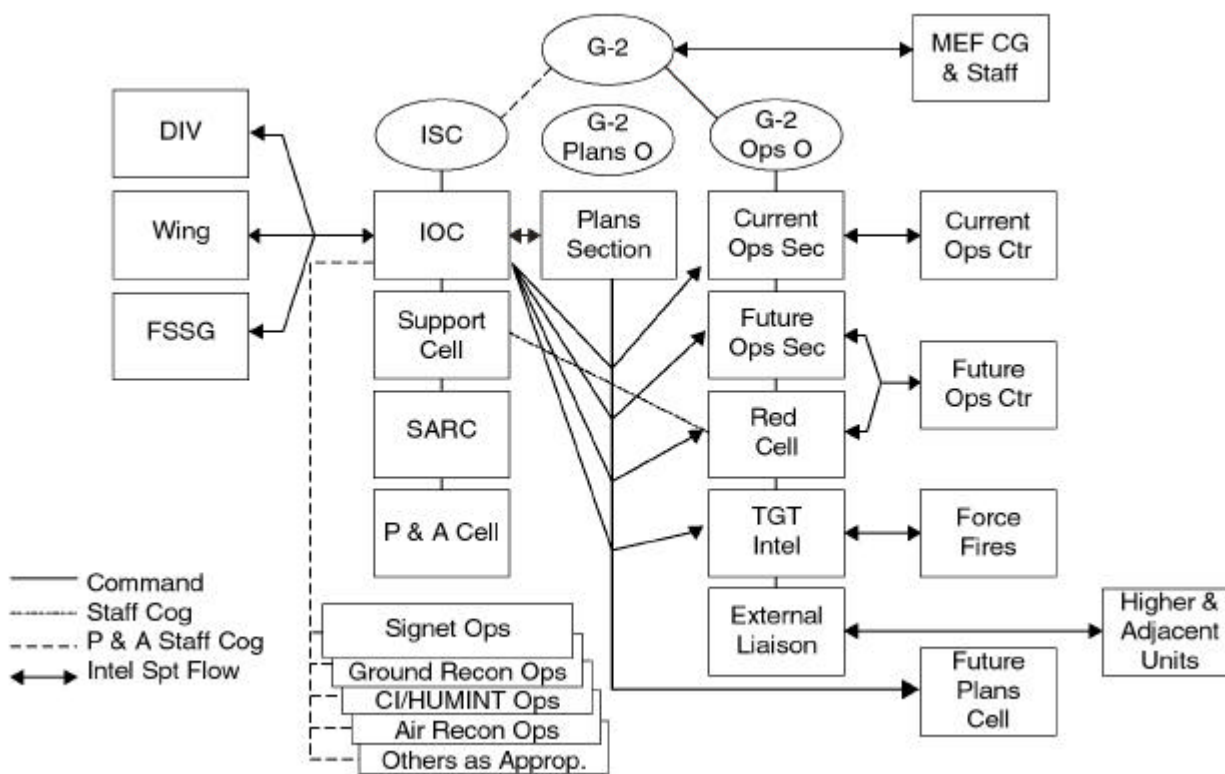 G-2
MEF CG
& Staff
DIV
ISC
G-2
Plans O
G-2
Ops O
Wing
IOC
Plans
Section
Current
Ops Sec
Current
Ops Ctr
FSSG
Support
Cell
Future
Ops Sec
Future
Ops Ctr
SARC
Red
Cell
P & A Cell
TGT
Intel
Force
Fires
Command
Staff Cog
P & A Staff Cog
Intel Spt Flow
Signet Ops
Ground Recon Ops
CI/HUMINT Ops
Air Recon Ops
Others as Approp.
External
Liaison
Higher &
Adjacent
Units
Future
Plans
Cell